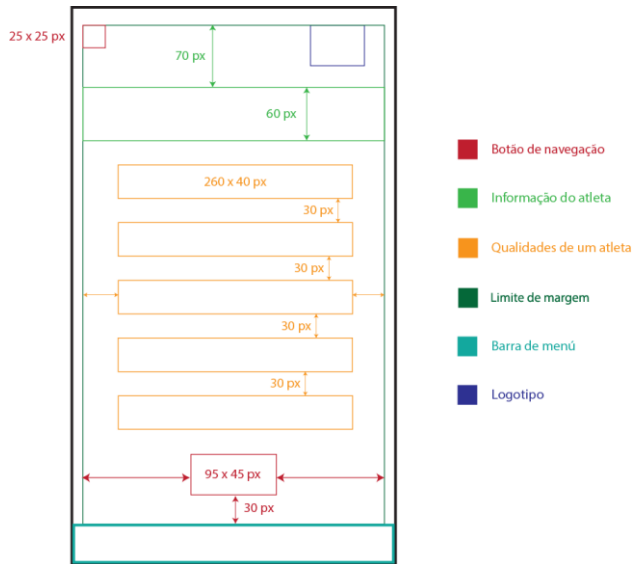 25 x 25 px
70 px
60 px
260 x 40 px
30 px
30 px
30 px
30 px
95 x 45 px
30 px
Botão de navegação
Informação do atleta
Qualidades de um atleta
Limite de margem
Barra de menú
Logotipo